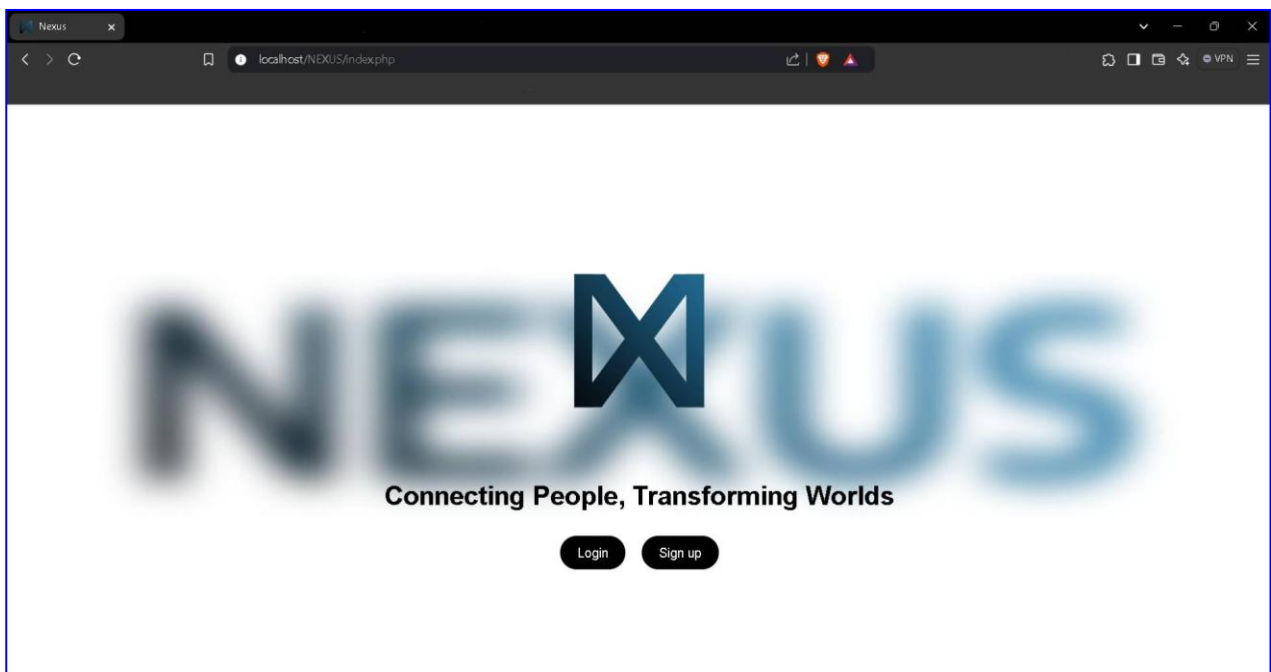 Nexus
localhost/NEXUS/index.php
VPN
NEXUS
Connecting People, Transforming Worlds
Login Sign up